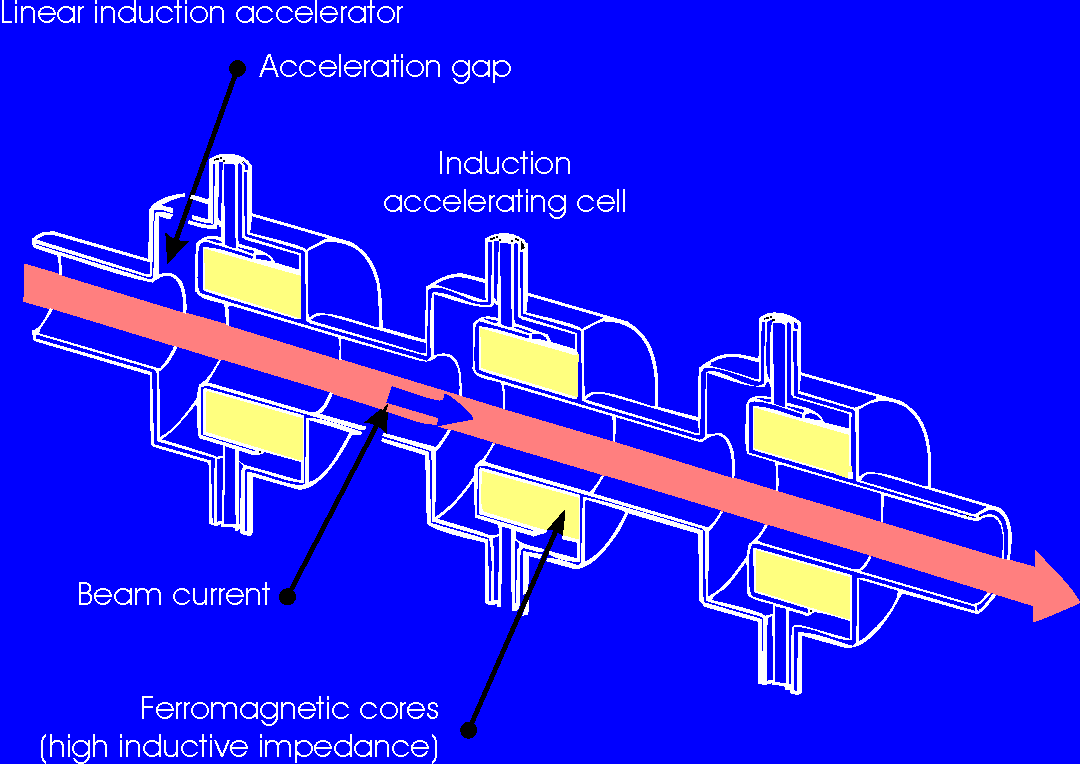 Linear induction accelerator
Acceleration gap
Induction
accelerating cell
Beam current
Ferromagnetic cores
(high inductive impedance)